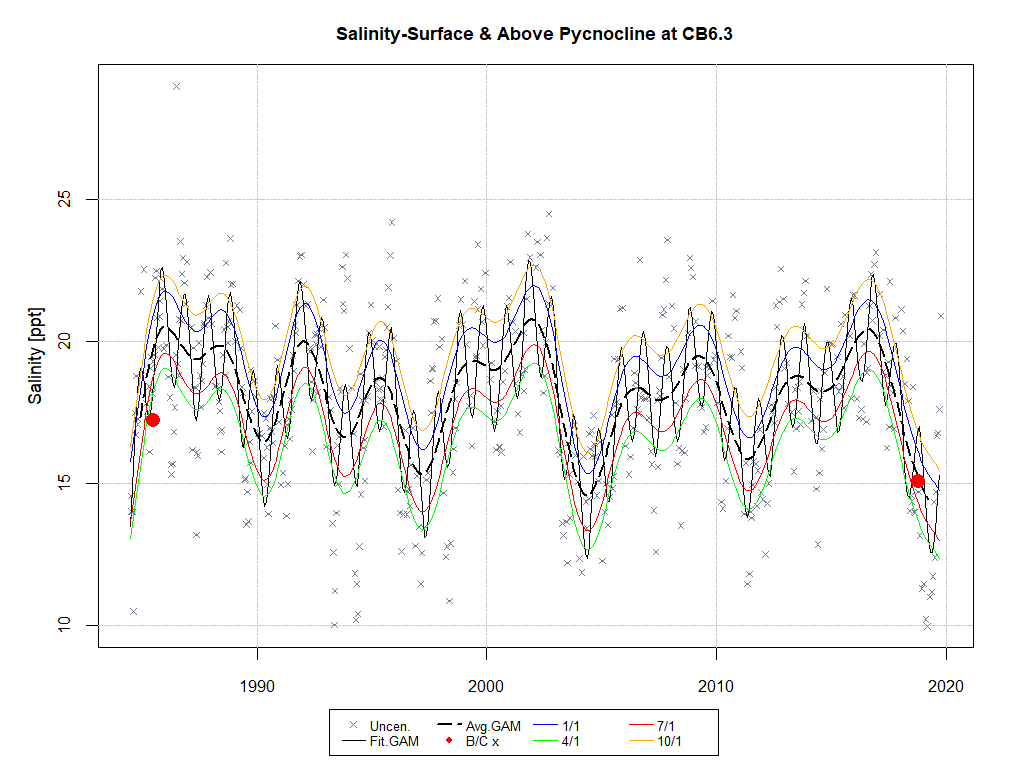 Salinity-Surface & Above Pycnocline at CB6.3
Salinity [ppt]
25
20
15
10
1990 2000 2010 2020
Uncen. Avg.GAM 1/1 7/1
Fit.GAM B/C x 4/1 10/1